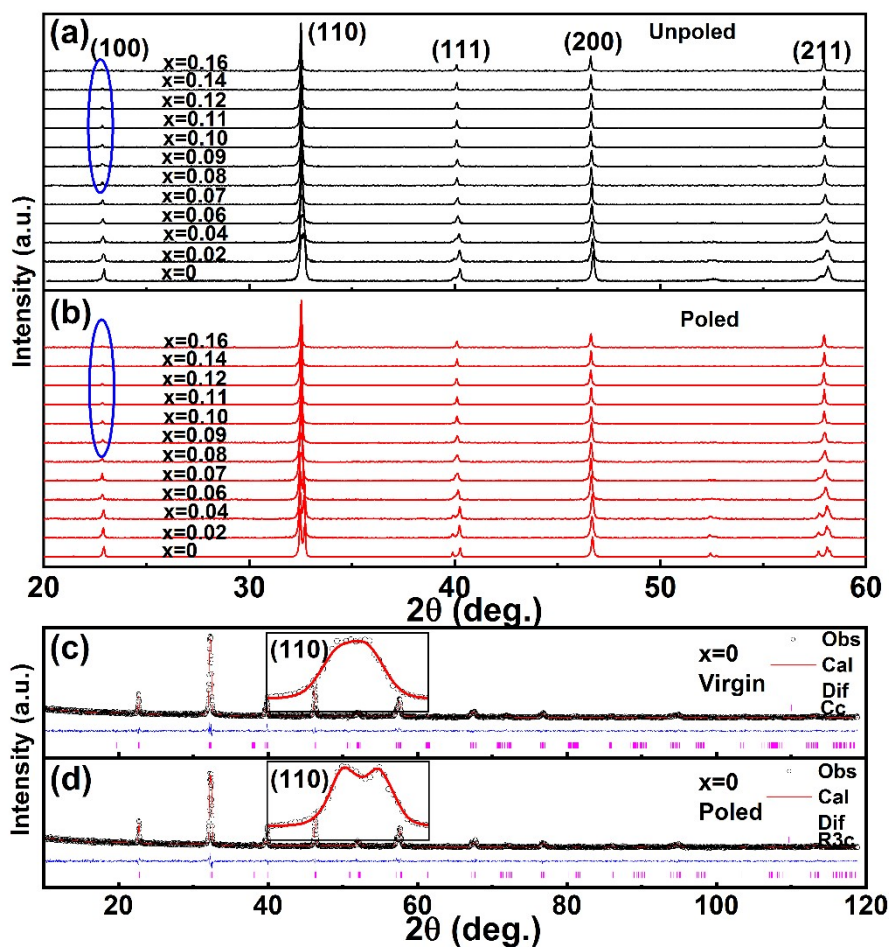 (a)
Unpoled
(100)
(110)
(111)
(200)
(211)
x=0.16
x=0.14
x=0.12
x=0.11
x=0.10
x=0.09
x=0.08
x=0.07
x=0.06
x=0.04
x=0.02
x=0
Intensity (a.u.)
(b)
Poled
x=0.16
x=0.14
x=0.12
x=0.11
x=0.10
x=0.09
x=0.08
x=0.07
x=0.06
x=0.04
x=0.02
x=0
20 30 40 50 60
2θ (deg.)
(c)
(110)
x=0
Virgin
Obs
Cal
Dif
Cc
Intensity (a.u.)
(d)
(110)
x=0
Poled
Obs
Cal
Dif
R3c
20 40 60 80 100 120
2θ (deg.)